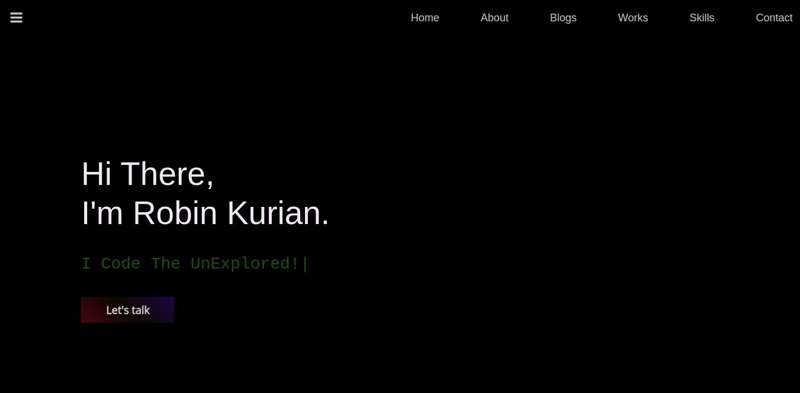 Home About Blogs Works Skills Contact
Hi There,
I'm Robin Kurian.
I Code The UnExplored!|
Let's talk